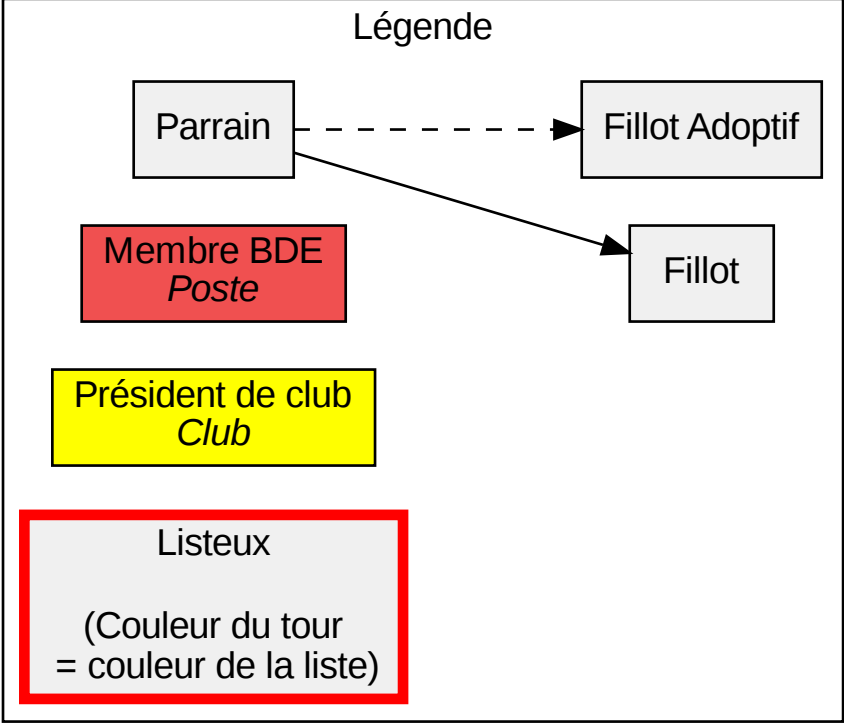 Légende
Parrain
Fillot Adoptif
Membre BDE
Poste
Fillot
Président de club
Club
Listeux
(Couleur du tour
= couleur de la liste)